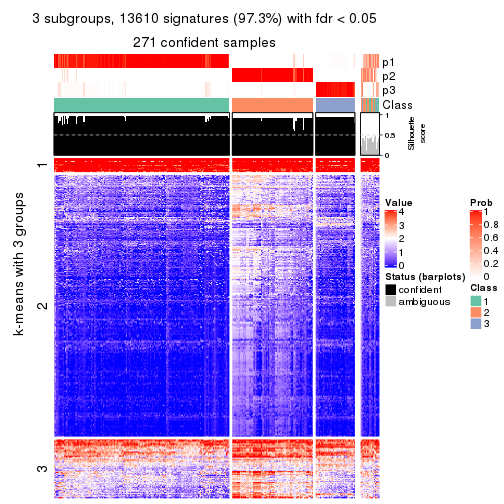 3 subgroups, 13610 signatures (97.3%) with fdr < 0.05
271 confident samples
p1
p2
p3
Class
1
0.5
0
Silhouette
score
k-means with 3 groups
1
2
3
Value
4
3
2
1
0
Status (barplots)
confident
ambiguous
Prob
1
0.8
0.6
0.4
0.2
0
Class
1
2
3